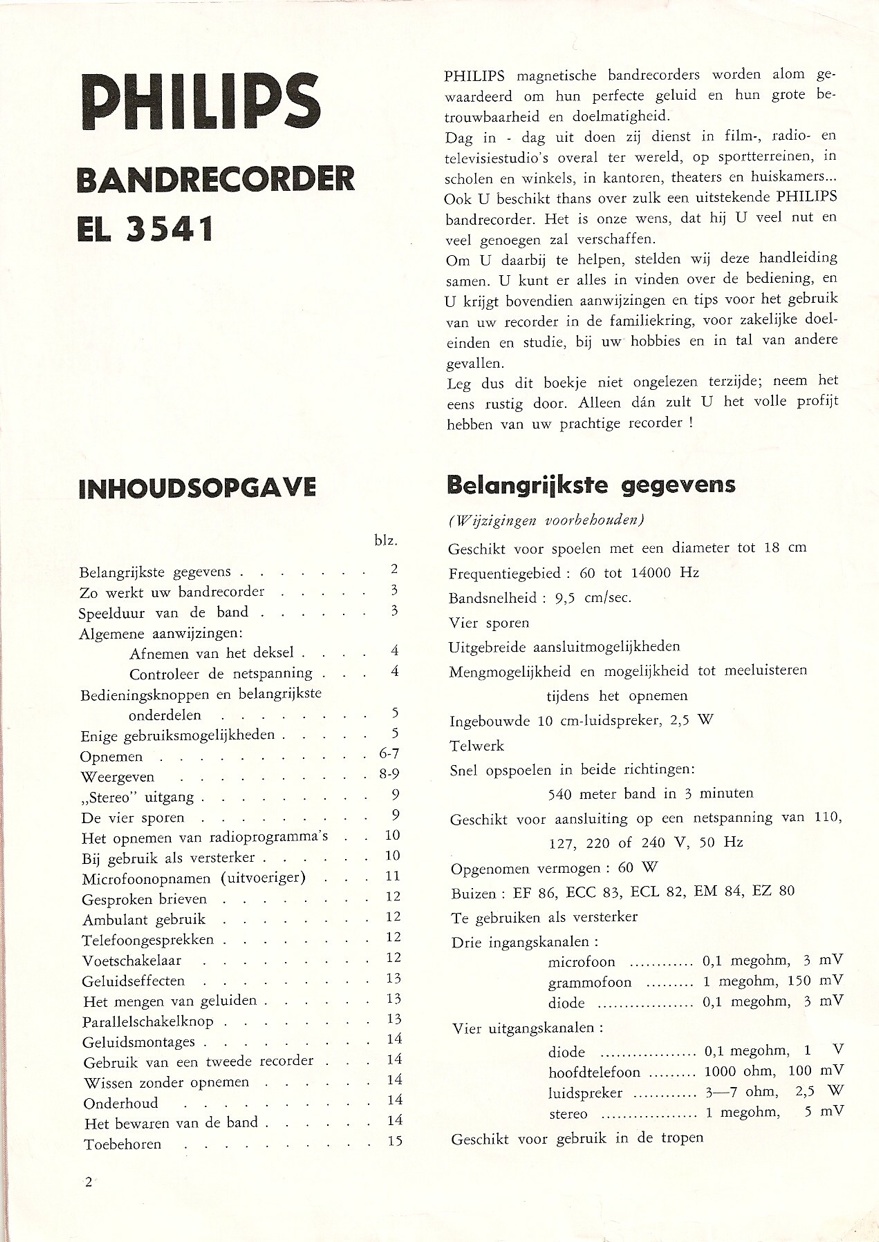 PHILIPS
BANDRECORDER
EL 3541
PHILIPS magnetische bandrecorders worden alom ge-
waardeerd om hun perfecte geluid en hun grote be-
trouwbaarheid en doelmatigheid.
Dag in - dag uit doen zij dienst in film-, radio- en
televisiestudio's overal ter wereld, op sportterreinen, in
scholen en winkels, in kantoren, theaters en huiskamers...
Ook U beschikt thans over zulk een uitstekende PHILIPS
bandrecorder. Het is onze wens, dat hij U veel nut en
veel genoegen zal verschaffen.
Om U daarbij te helpen, stelden wij deze handleiding
samen. U kunt er alles in vinden over de bediening, en
U krijgt bovendien aanwijzingen en tips voor het gebruik
van uw recorder in de familiekring, voor zakelijke doel-
einden en studie, bij uw hobbies en in tal van andere
gevallen.
Leg dus dit boekje niet ongelezen terzijde; neem het
eens rustig door. Alleen dán zult U het volle profijt
hebben van uw prachtige recorder !
INHOUDSOPGAVE
blz.
Belangrijkste gegevens . . . . . . . 2
Zo werkt uw bandrecorder . . . . . 3
Speelduur van de band . . . . . . 3
Algemene aanwijzingen:
Afnemen van het deksel . . . . 4
Controleer de netspanning . . . 4
Bedieningsknoppen en belangrijkste
onderdelen . . . . . . . . 5
Enige gebruiksmogelijkheden . . . . . 5
Opnemen . . . . . . . . . . . 6-7
Weergeven . . . . . . . . . . 8-9
„Stereo" uitgang . . . . . . . . . 9
De vier sporen . . . . . . . . . 9
Het opnemen van radioprogramma's . . 10
Bij gebruik als versterker . . . . . . 10
Microfoonopnamen (uitvoeriger) . . . 11
Gesproken brieven . . . . . . . . 12
Ambulant gebruik . . . . . . . . 12
Telefoongesprekken . . . . . . . . 12
Voetschakelaar . . . . . . . . . 12
Geluidseffecten . . . . . . . . . 13
Het mengen van geluiden . . . . . . 13
Parallelschakelknop . . . . . . . . 13
Geluidsmontages . . . . . . . . . 14
Gebruik van een tweede recorder . . . 14
Wissen zonder opnemen . . . . . . 14
Onderhoud . . . . . . . . . . 14
Het bewaren van de band . . . . . . 14
Toebehoren . . . . . . . . . . 15
2
Belangrijkste gegevens
(Wijzigingen voorbehouden)
Geschikt voor spoelen met een diameter tot 18 cm
Frequentiegebied : 60 tot 14000 Hz
Bandsnelheid : 9,5 cm/sec.
Vier sporen
Uitgebreide aansluitmogelijkheden
Mengmogelijkheid en mogelijkheid tot meeluisteren
tijdens het opnemen
Ingebouwde 10 cm-luidspreker, 2,5 W
Telwerk
Snel opspoelen in beide richtingen:
540 meter band in 3 minuten
Geschikt voor aansluiting op een netspanning van 110,
127, 220 of 240 V, 50 Hz
Opgenomen vermogen : 60 W
Buizen : EF 86, ECC 83, ECL 82, EM 84, EZ 80
Te gebruiken als versterker
Drie ingangskanalen :
microfoon ............ 0,1 megohm, 3 mV
grammofoon ......... 1 megohm, 150 mV
diode .................. 0,1 megohm, 3 mV
Vier uitgangskanalen :
diode .................. 0,1 megohm, 1 V
hoofdtelefoon ......... 1000 ohm, 100 mV
luidspreker ............ 3—7 ohm, 2,5 W
stereo .................. 1 megohm, 5 mV
Geschikt voor gebruik in de tropen